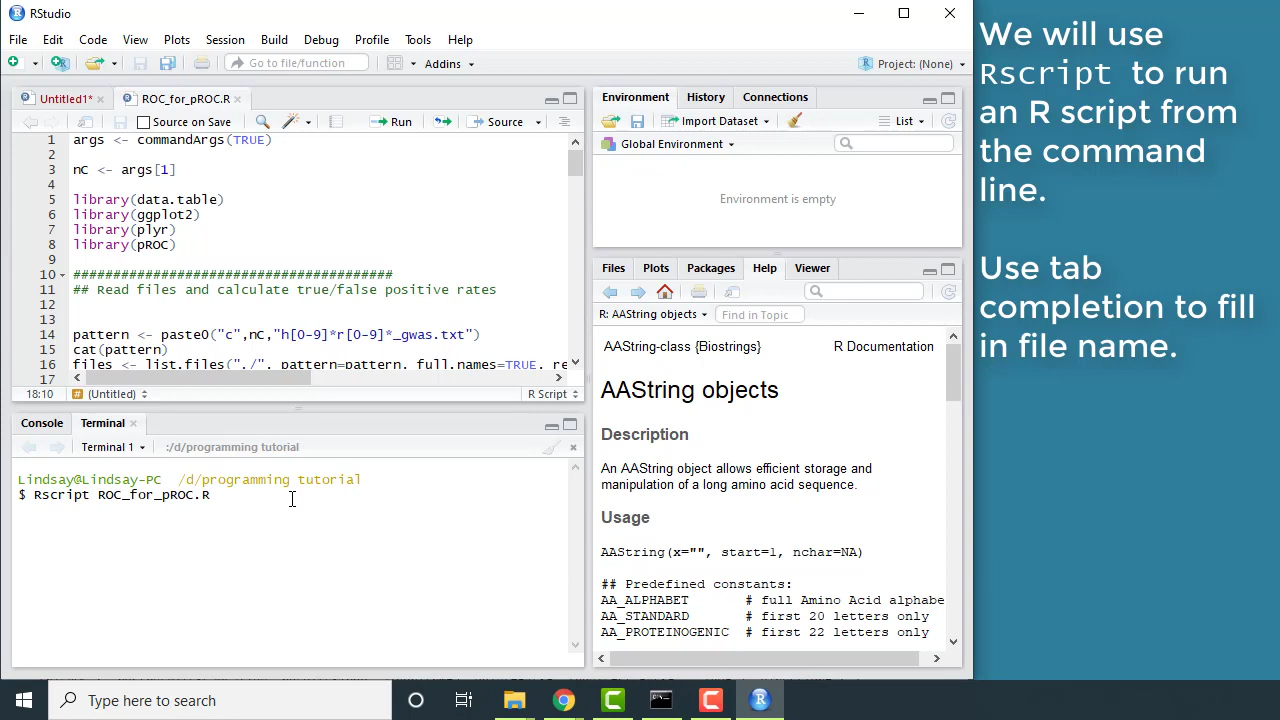 RStudio
File Edit Code View Plots Session Build Debug Profile Tools Help
Go to file/function Addins Project: (None)
Untitled1* ROC_for_pROC.R
Source on Save Run Source
1 args <- commandArgs(TRUE)
2
3 nC <- args[1]
4
5 library(data.table)
6 library(ggplot2)
7 library(plyr)
8 library(pROC)
9
10 ########################################
11 ## Read files and calculate true/false positive rates
12
13
14 pattern <- paste0("c",nC,"h[0-9]*r[0-9]*_gwas.txt")
15 cat(pattern)
16 files <- list.files("./", pattern=pattern, full.names=TRUE, re
17
18:10 (Untitled) R Script
Console Terminal
Terminal 1 :/d/programming tutorial
Lindsay@Lindsay-PC /d/programming tutorial
$ Rscript ROC_for_pROC.R
Environment History Connections
Import Dataset List
Global Environment
Environment is empty
Files Plots Packages Help Viewer
R: AAString objects Find in Topic
AAString-class {Biostrings} R Documentation
AAString objects
Description
An AAString object allows efficient storage and
manipulation of a long amino acid sequence.
Usage
AAString(x="", start=1, nchar=NA)
## Predefined constants:
AA_ALPHABET # full Amino Acid alphabe
AA_STANDARD # first 20 letters only
AA_PROTEINOGENIC # first 22 letters only
We will use
Rscript to run
an R script from
the command
line.
Use tab
completion to fill
in file name.
Type here to search